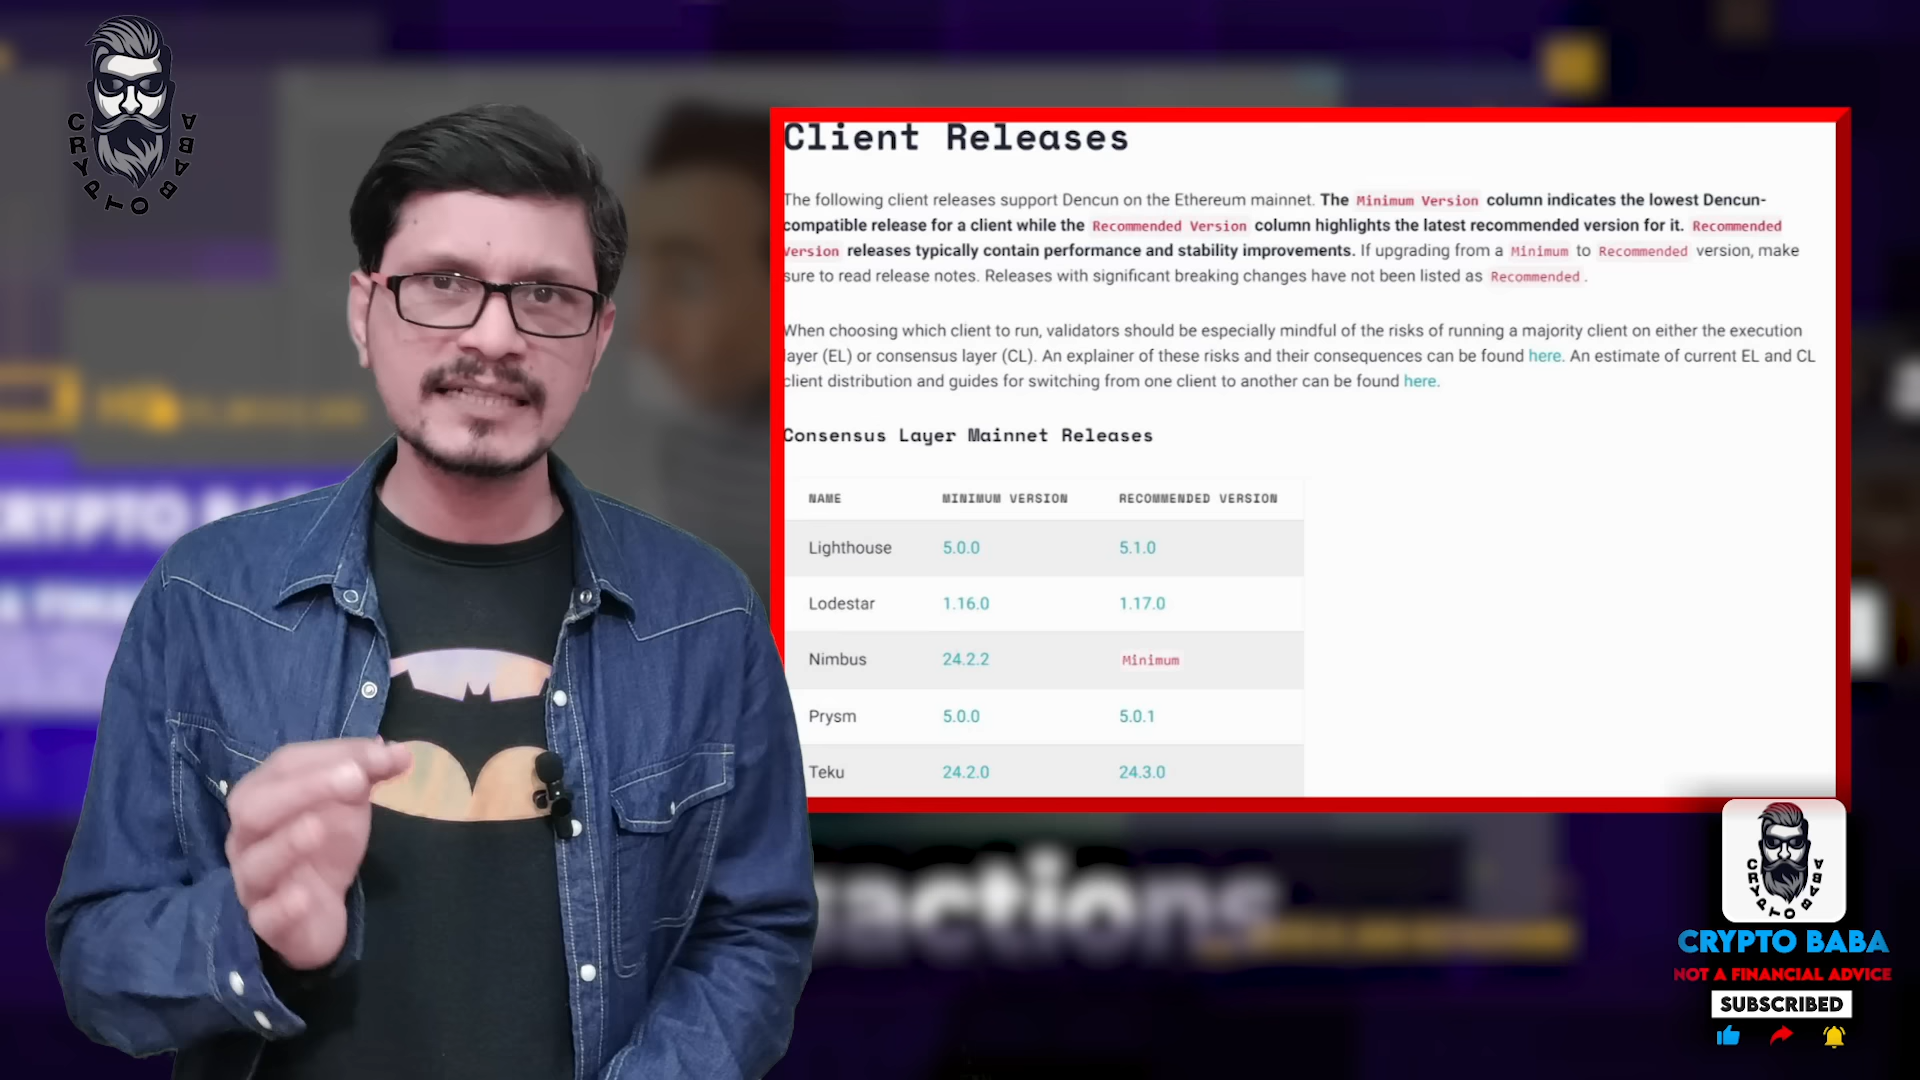 CRYPTO BABA
Client Releases
The following client releases support Dencun on the Ethereum mainnet. The Minimum Version column indicates the lowest Dencun-
compatible release for a client while the Recommended Version column highlights the latest recommended version for it. Recommended
Version releases typically contain performance and stability improvements. If upgrading from a Minimum to Recommended version, make
sure to read release notes. Releases with significant breaking changes have not been listed as Recommended.
When choosing which client to run, validators should be especially mindful of the risks of running a majority client on either the execution
layer (EL) or consensus layer (CL). An explainer of these risks and their consequences can be found here. An estimate of current EL and CL
client distribution and guides for switching from one client to another can be found here.
Consensus Layer Mainnet Releases
NAME MINIMUM VERSION RECOMMENDED VERSION
Lighthouse 5.0.0 5.1.0
Lodestar 1.16.0 1.17.0
Nimbus 24.2.2 Minimum
Prysm 5.0.0 5.0.1
Teku 24.2.0 24.3.0
actions
CRYPTO BABA
CRYPTO BABA
NOT A FINANCIAL ADVICE
SUBSCRIBED